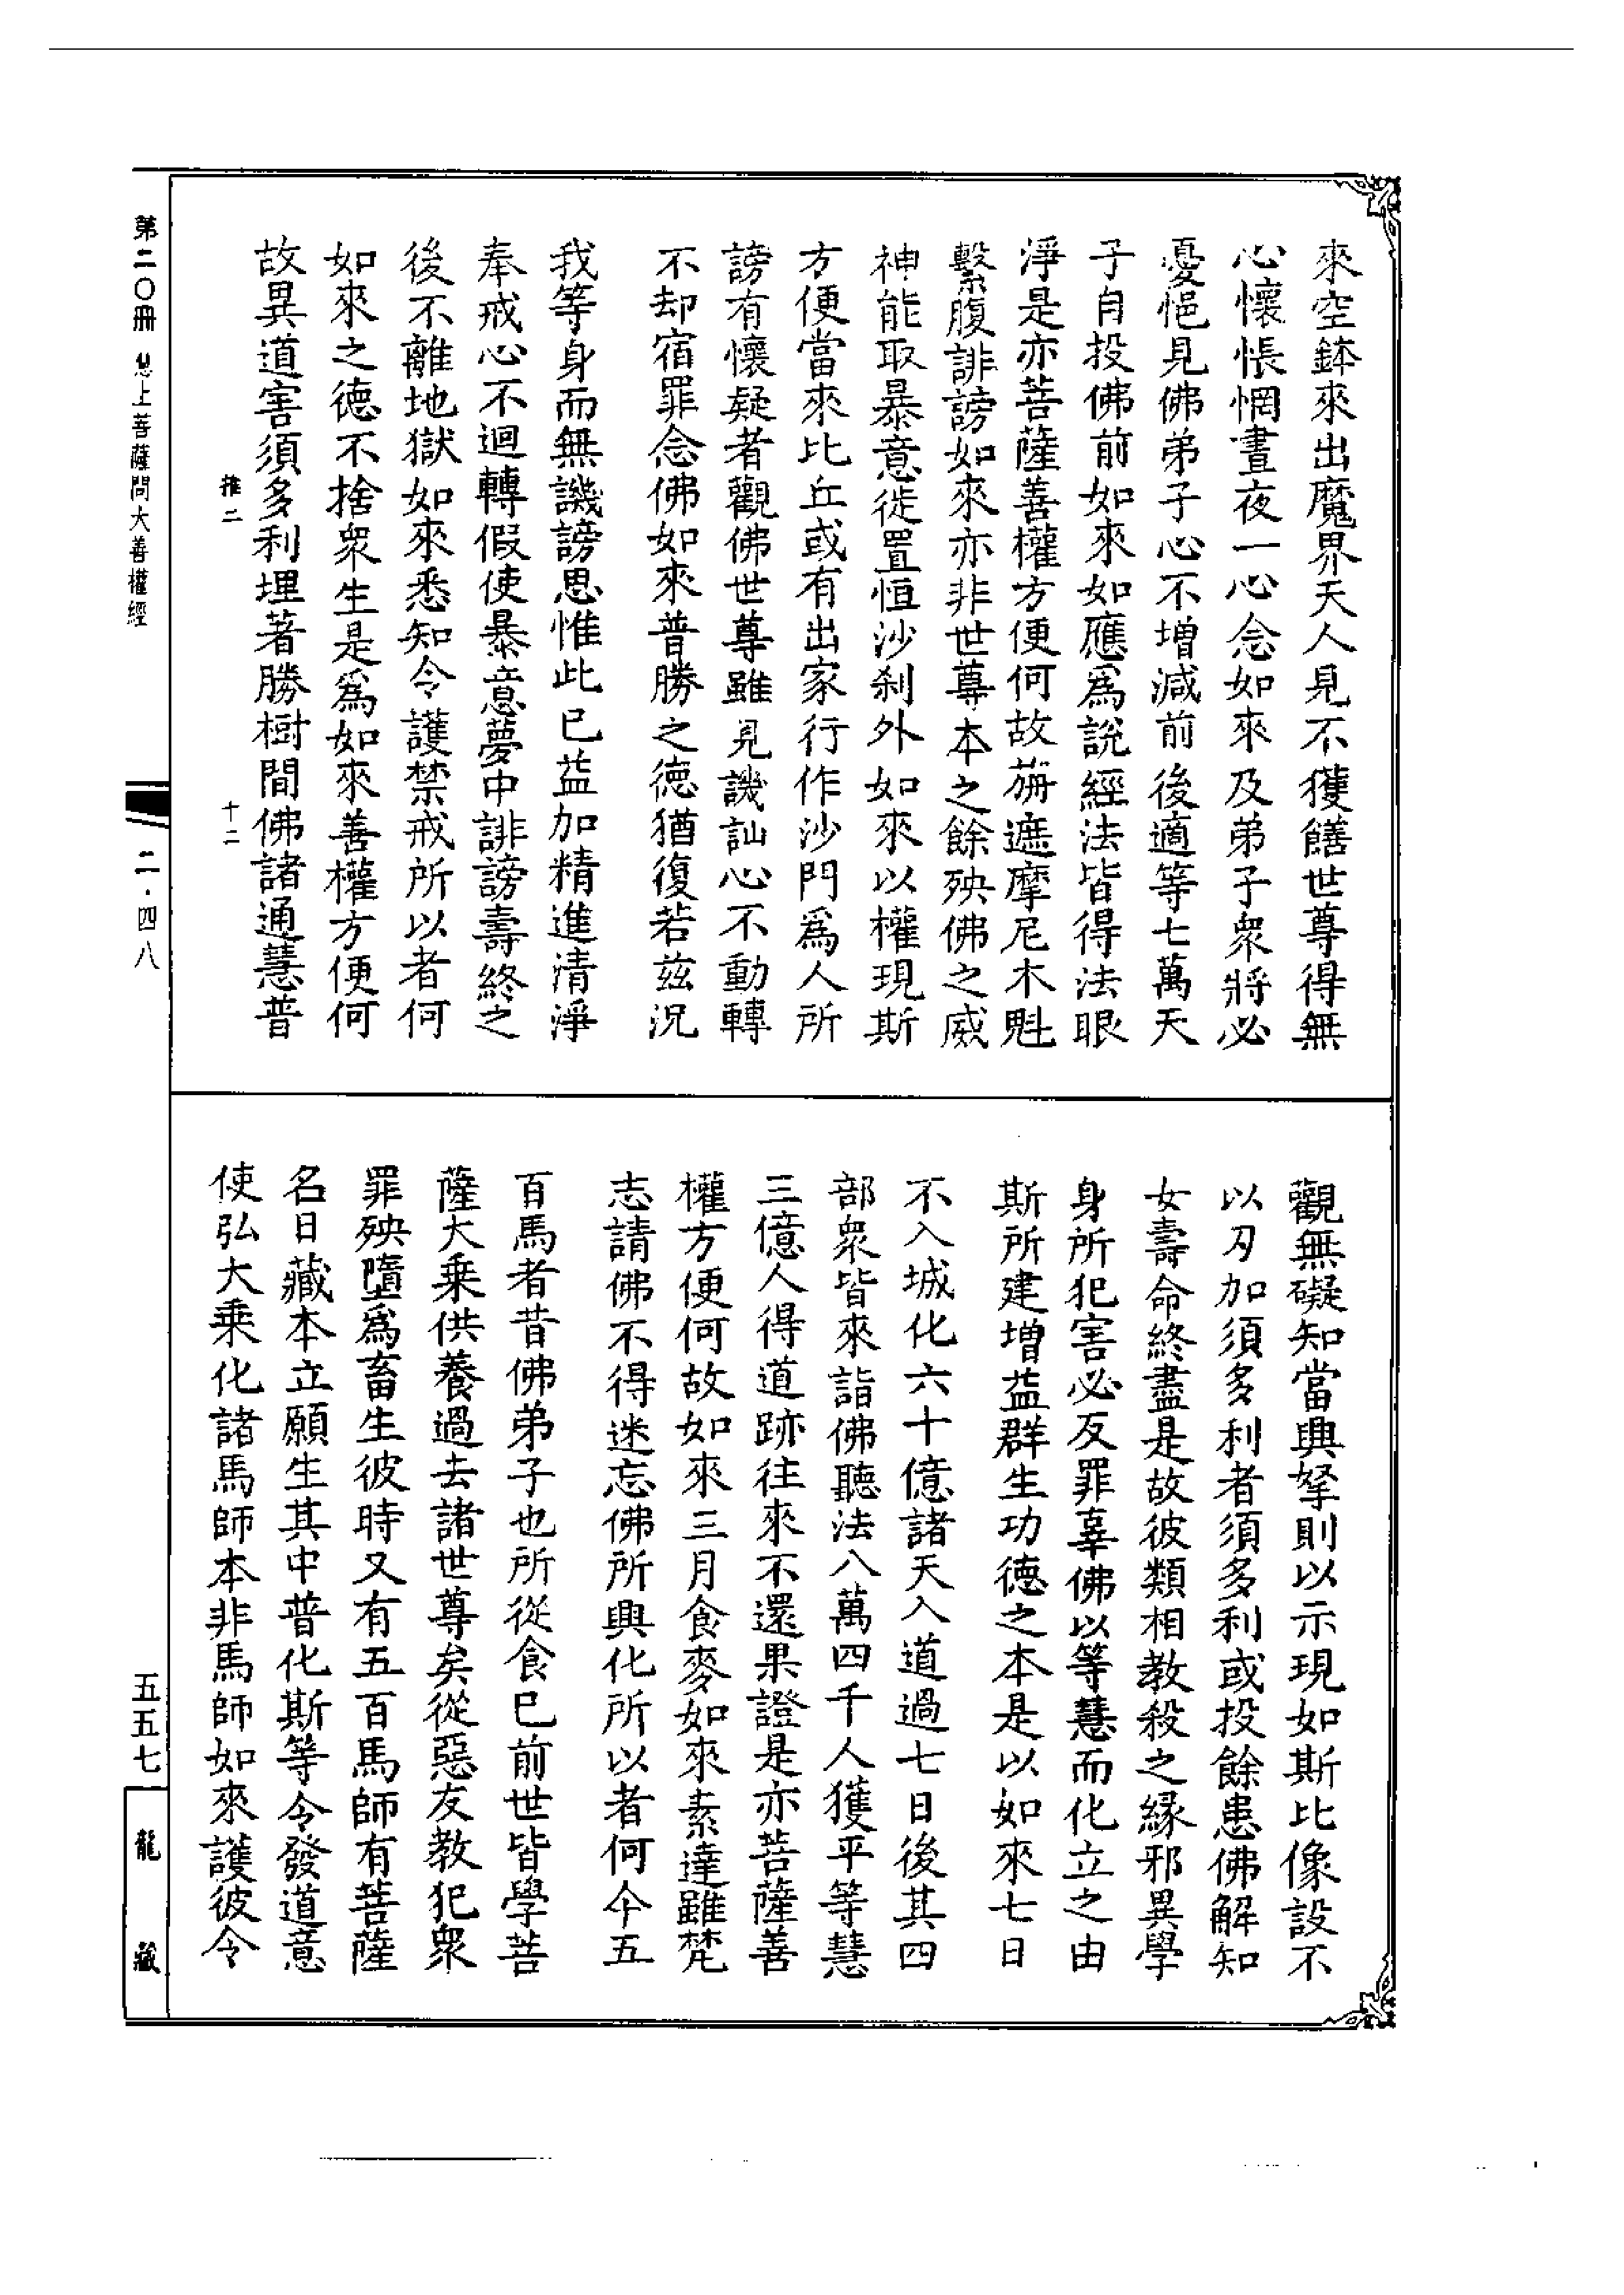 來空鉢來出魔界天人見不獲饍世尊得無
心懷悵惘晝夜一心念如來及弟子衆將必
憂悒見佛弟子心不増減前後適等七萬天
子自投佛前如來如應爲說經法皆得法眼
淨是亦菩薩善權方便何故旃遮摩尼木魁
繫腹誹謗如來亦非世尊本之餘殃佛之威
神能取暴意徙置恒沙刹外如來以權現斯
方便當來比丘或有出家行作沙門爲人所
謗有懷疑者觀佛世尊雖見譏訕心不動轉
不却宿罪念佛如來普勝之德猶復若兹況
我等身而無譏謗思惟此已益加精進清淨
奉戒心不迴轉假使暴意夢中誹謗壽終之
後不離地獄如來悉知令護禁戒所以者何
如來之德不捨衆生是爲如來善權方便何
故異道害須多利埋著勝樹間佛諸通慧普
推二
十二
觀無礙知當興拏則以示現如斯比像設不
以刃加須多利者須多利或投餘患佛解知
女壽命終盡是故彼類相教殺之縁邪異學
身所犯害必反罪辜佛以等慧而化立之由
斯所建増益群生功德之本是以如來七日
不入城化六十億諸天入道過七日後其四
部衆皆來詣佛聽法八萬四千人獲平等慧
三億人得道跡往來不還果證是亦菩薩善
權方便何故如來三月食麥如來素達雖梵
志請佛不得迷忘佛所興化所以者何今五
百馬者昔佛弟子也所從食已前世皆學菩
薩大乗供養過去諸世尊矣從惡友教犯衆
罪殃墮爲畜生彼時又有五百馬師有菩薩
名日藏本立願生其中普化斯等令發道意
使弘大乗化諸馬師本非馬師如來護彼令
第二〇冊 慧上菩薩問大善權經
二·四八
五五七
龍藏